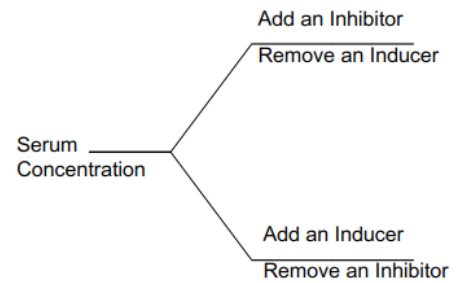 Add an Inhibitor
Remove an Inducer
Serum
Concentration
Add an Inducer
Remove an Inhibitor